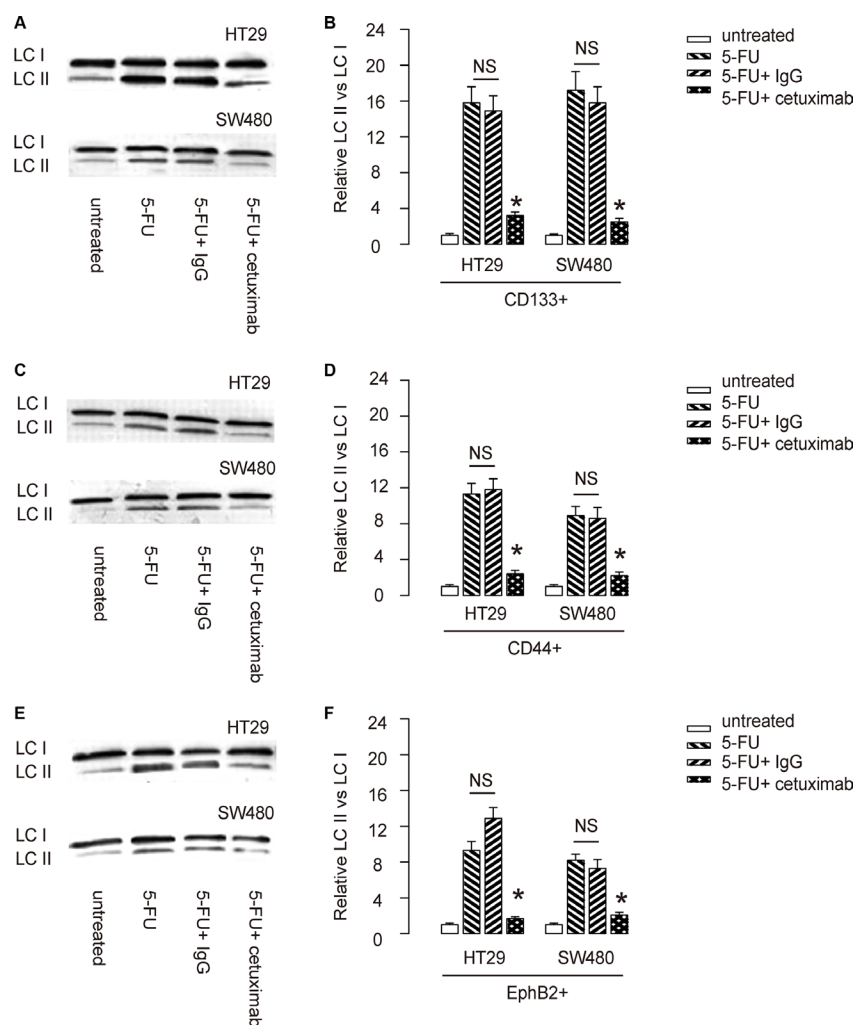 A
HT29
LC I
LC II
SW480
LC I
LC II
untreated
5-FU
5-FU+ IgG
5-FU+ cetuximab
B
Relative LC II vs LC I
24
20
16
12
8
4
0
NS
NS
*
*
HT29
SW480
CD133+
untreated
5-FU
5-FU+ IgG
5-FU+ cetuximab
C
HT29
LC I
LC II
SW480
LC I
LC II
untreated
5-FU
5-FU+ IgG
5-FU+ cetuximab
D
Relative LC II vs LC I
24
20
16
12
8
4
0
NS
NS
*
*
HT29
SW480
CD44+
untreated
5-FU
5-FU+ IgG
5-FU+ cetuximab
E
HT29
LC I
LC II
SW480
LC I
LC II
untreated
5-FU
5-FU+ IgG
5-FU+ cetuximab
F
Relative LC II vs LC I
24
20
16
12
8
4
0
NS
NS
*
*
HT29
SW480
EphB2+
untreated
5-FU
5-FU+ IgG
5-FU+ cetuximab